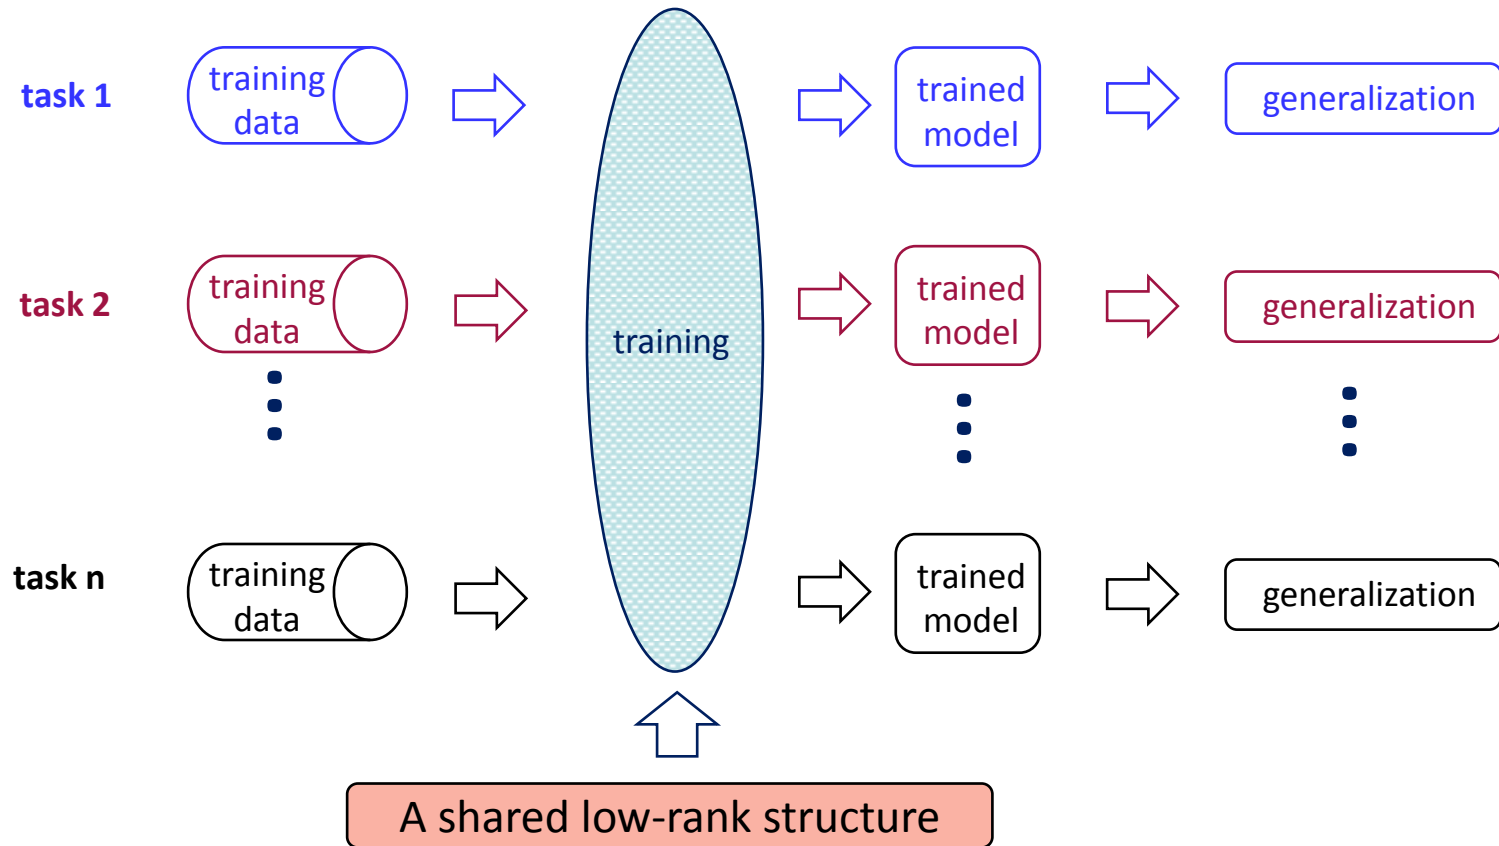 task 1
training
data
trained
model
generalization
task 2
training
data
training
trained
model
generalization
task n
training
data
trained
model
generalization
A shared low-rank structure